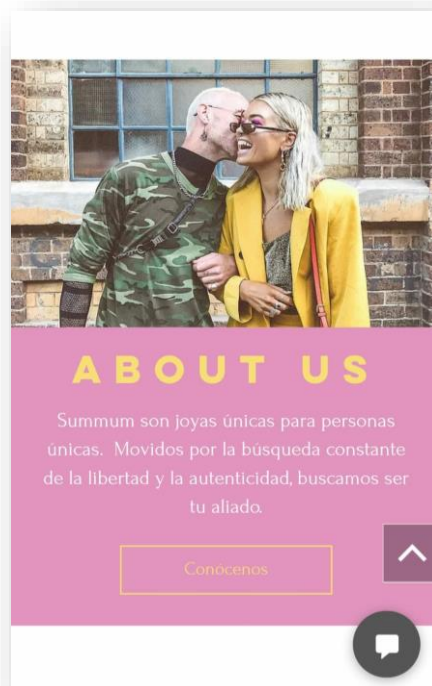 ABOUT US
Summum son joyas únicas para personas
únicas. Movidos por la búsqueda constante
de la libertad y la autenticidad, buscamos ser
tu aliado.
Conócenos